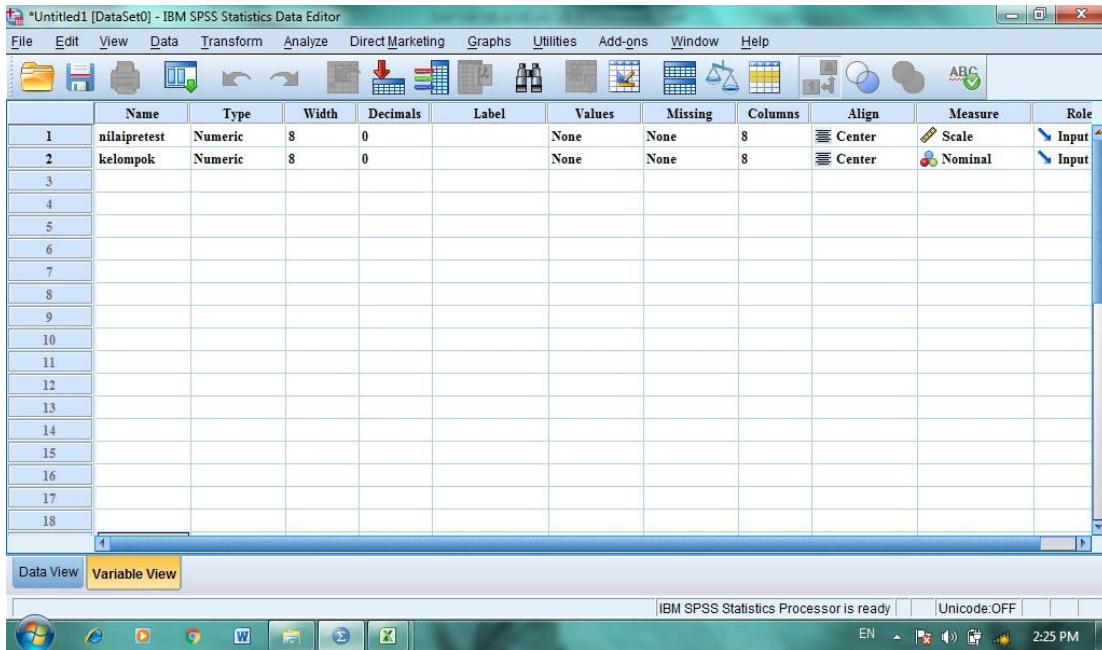 *Untitled1 [DataSet0] - IBM SPSS Statistics Data Editor
File Edit View Data Transform Analyze Direct Marketing Graphs Utilities Add-ons Window Help
Name Type Width Decimals Label Values Missing Columns Align Measure Role
1 nilaipretest Numeric 8 0 None None 8 Center Scale Input
2 kelompok Numeric 8 0 None None 8 Center Nominal Input
3
4
5
6
7
8
9
10
11
12
13
14
15
16
17
18
Data View Variable View
IBM SPSS Statistics Processor is ready Unicode:OFF
EN 2:25 PM